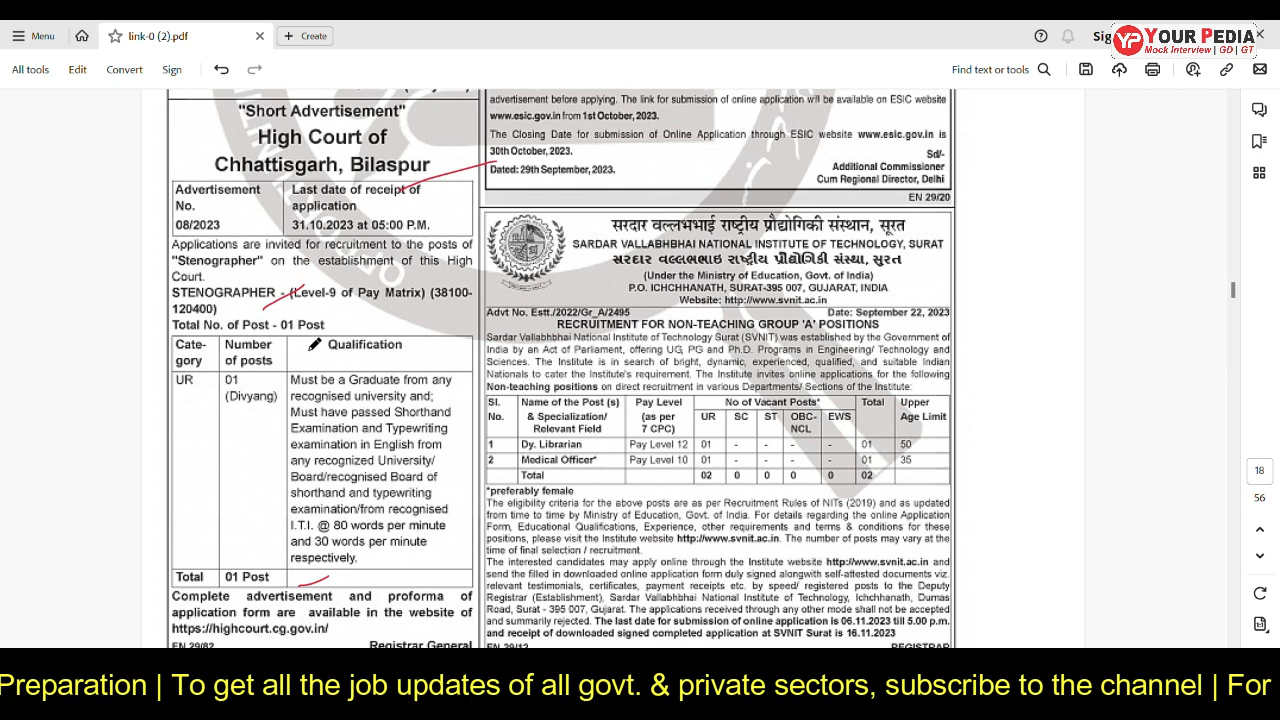 Menu
link-0 (2).pdf
Create
Sig
YP YOUR PEDIA
Mock Interview | GD | GT
All tools
Edit
Convert
Sign
Find text or tools
"Short Advertisement"
High Court of
Chhattisgarh, Bilaspur
Advertisement No. 08/2023
Last date of receipt of application 31.10.2023 at 05:00 P.M.
Applications are invited for recruitment to the posts of
"Stenographer" on the establishment of this High
Court.
STENOGRAPHER - (Level-9 of Pay Matrix) (38100-
120400)
Total No. of Post - 01 Post
Cate-gory
Number of posts
Qualification
UR
01 (Divyang)
Must be a Graduate from any
recognised university and;
Must have passed Shorthand
Examination and Typewriting
examination in English from
any recognized University/
Board/recognised Board of
shorthand and typewriting
examination/from recognised
I.T.I. @ 80 words per minute
and 30 words per minute
respectively.
Total 01 Post
Complete advertisement and proforma of
application form are available in the website of
https://highcourt.cg.gov.in/
EN 29/82 Registrar General
advertisement before applying. The link for submission of online application will be available on ESIC website
www.esic.gov.in from 1st October, 2023.
The Closing Date for submission of Online Application through ESIC website www.esic.gov.in is
30th October, 2023.
Sd/-
Dated: 29th September, 2023.
Additional Commissioner
Cum Regional Director, Delhi
EN 29/20
सरदार वल्लभभाई राष्ट्रीय प्रौद्योगिकी संस्थान, सूरत
SARDAR VALLABHBHAI NATIONAL INSTITUTE OF TECHNOLOGY, SURAT
સરદાર વલ્લભભાઈ રાષ્ટ્રીય પ્રૌદ્યોગિકી સંસ્થા, સુરત
(Under the Ministry of Education, Govt. of India)
P.O. ICHCHHANATH, SURAT-395 007, GUJARAT, INDIA
Website: http://www.svnit.ac.in
Advt No. Estt./2022/Gr_A/2495 Date: September 22, 2023
RECRUITMENT FOR NON-TEACHING GROUP 'A' POSITIONS
Sardar Vallabhbhai National Institute of Technology Surat (SVNIT) was established by the Government of
India by an Act of Parliament, offering UG, PG and Ph.D. Programs in Engineering/ Technology and
Sciences. The Institute is in search of bright, dynamic, experienced, qualified, and suitable Indian
Nationals to cater the Institute's requirement. The Institute invites online applications for the following
Non-teaching positions on direct recruitment in various Departments/ Sections of the Institute:
Sl. No.
Name of the Post (s) & Specialization/ Relevant Field
Pay Level (as per 7 CPC)
No of Vacant Posts*
Total
Upper Age Limit
UR SC ST OBC-NCL EWS
1 Dy. Librarian Pay Level 12 01 - - - - 01 50
2 Medical Officer* Pay Level 10 01 - - - - 01 35
Total 02 0 0 0 0 02
*preferably female
The eligibility criteria for the above posts are as per Recruitment Rules of NITs (2019) and as updated
from time to time by Ministry of Education, Govt. of India. For details regarding the online Application
Form, Educational Qualifications, Experience, other requirements and terms & conditions for these
positions, please visit the Institute website http://www.svnit.ac.in. The number of posts may vary at the
time of final selection / recruitment.
The interested candidates may apply online through the Institute website http://www.svnit.ac.in and
send the filled in downloaded online application form duly signed alongwith self-attested documents viz.
relevant testimonials, certificates, payment receipts etc. by speed/ registered posts to the Deputy
Registrar (Establishment), Sardar Vallabhbhai National Institute of Technology, Ichchhanath, Dumas
Road, Surat - 395 007, Gujarat. The applications received through any other mode shall not be accepted
and summarily rejected. The last date for submission of online application is 06.11.2023 till 5.00 p.m.
and receipt of downloaded signed completed application at SVNIT Surat is 16.11.2023
EN 29/12 REGISTRAR
18
56
Preparation | To get all the job updates of all govt. & private sectors, subscribe to the channel | For